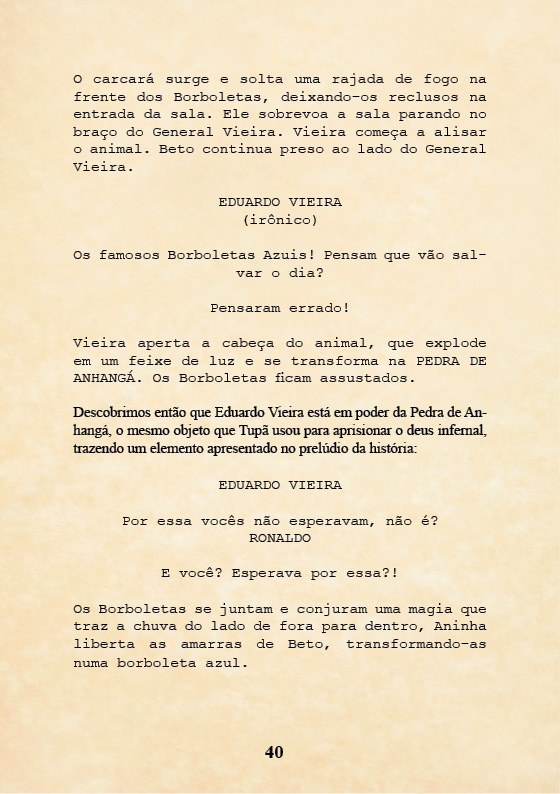 O carcará surge e solta uma rajada de fogo na
frente dos Borboletas, deixando-os reclusos na
entrada da sala. Ele sobrevoa a sala parando no
braço do General Vieira. Vieira começa a alisar
o animal. Beto continua preso ao lado do General
Vieira.
EDUARDO VIEIRA
(irônico)
Os famosos Borboletas Azuis! Pensam que vão sal-
var o dia?
Pensaram errado!
Vieira aperta a cabeça do animal, que explode
em um feixe de luz e se transforma na PEDRA DE
ANHANGÁ. Os Borboletas ficam assustados.
Descobrimos então que Eduardo Vieira está em poder da Pedra de An-
hangá, o mesmo objeto que Tupã usou para aprisionar o deus infernal,
trazendo um elemento apresentado no prelúdio da história:
EDUARDO VIEIRA
Por essa vocês não esperavam, não é?
RONALDO
E você? Esperava por essa?!
Os Borboletas se juntam e conjuram uma magia que
traz a chuva do lado de fora para dentro, Aninha
liberta as amarras de Beto, transformando-as
numa borboleta azul.
40